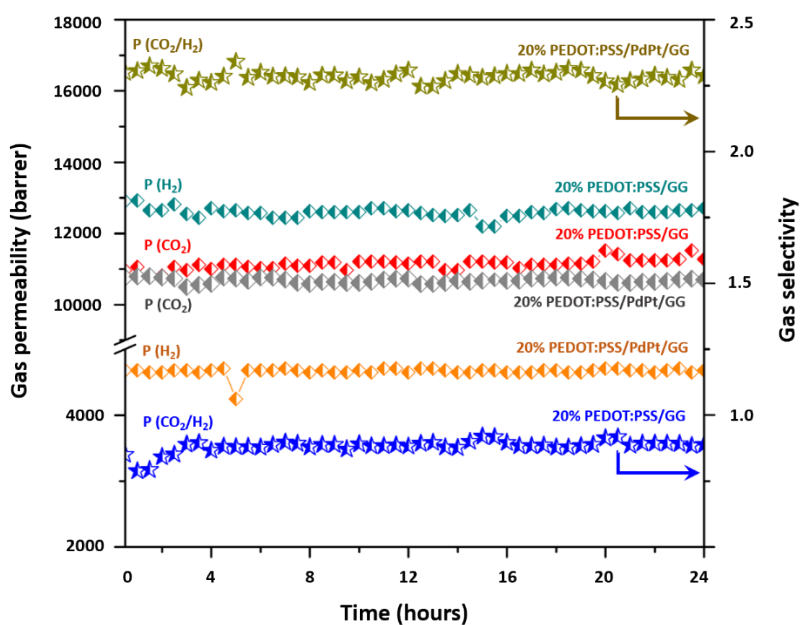 18000
16000
14000
12000
10000
4000
2000
Gas permeability (barrer)
P (CO₂/H₂)
20% PEDOT:PSS/PdPt/GG
P (H₂)
20% PEDOT:PSS/GG
P (CO₂)
20% PEDOT:PSS/GG
P (CO₂)
20% PEDOT:PSS/PdPt/GG
P (H₂)
20% PEDOT:PSS/PdPt/GG
P (CO₂/H₂)
20% PEDOT:PSS/GG
2.5
2.0
1.5
1.0
Gas selectivity
0 4 8 12 16 20 24
Time (hours)